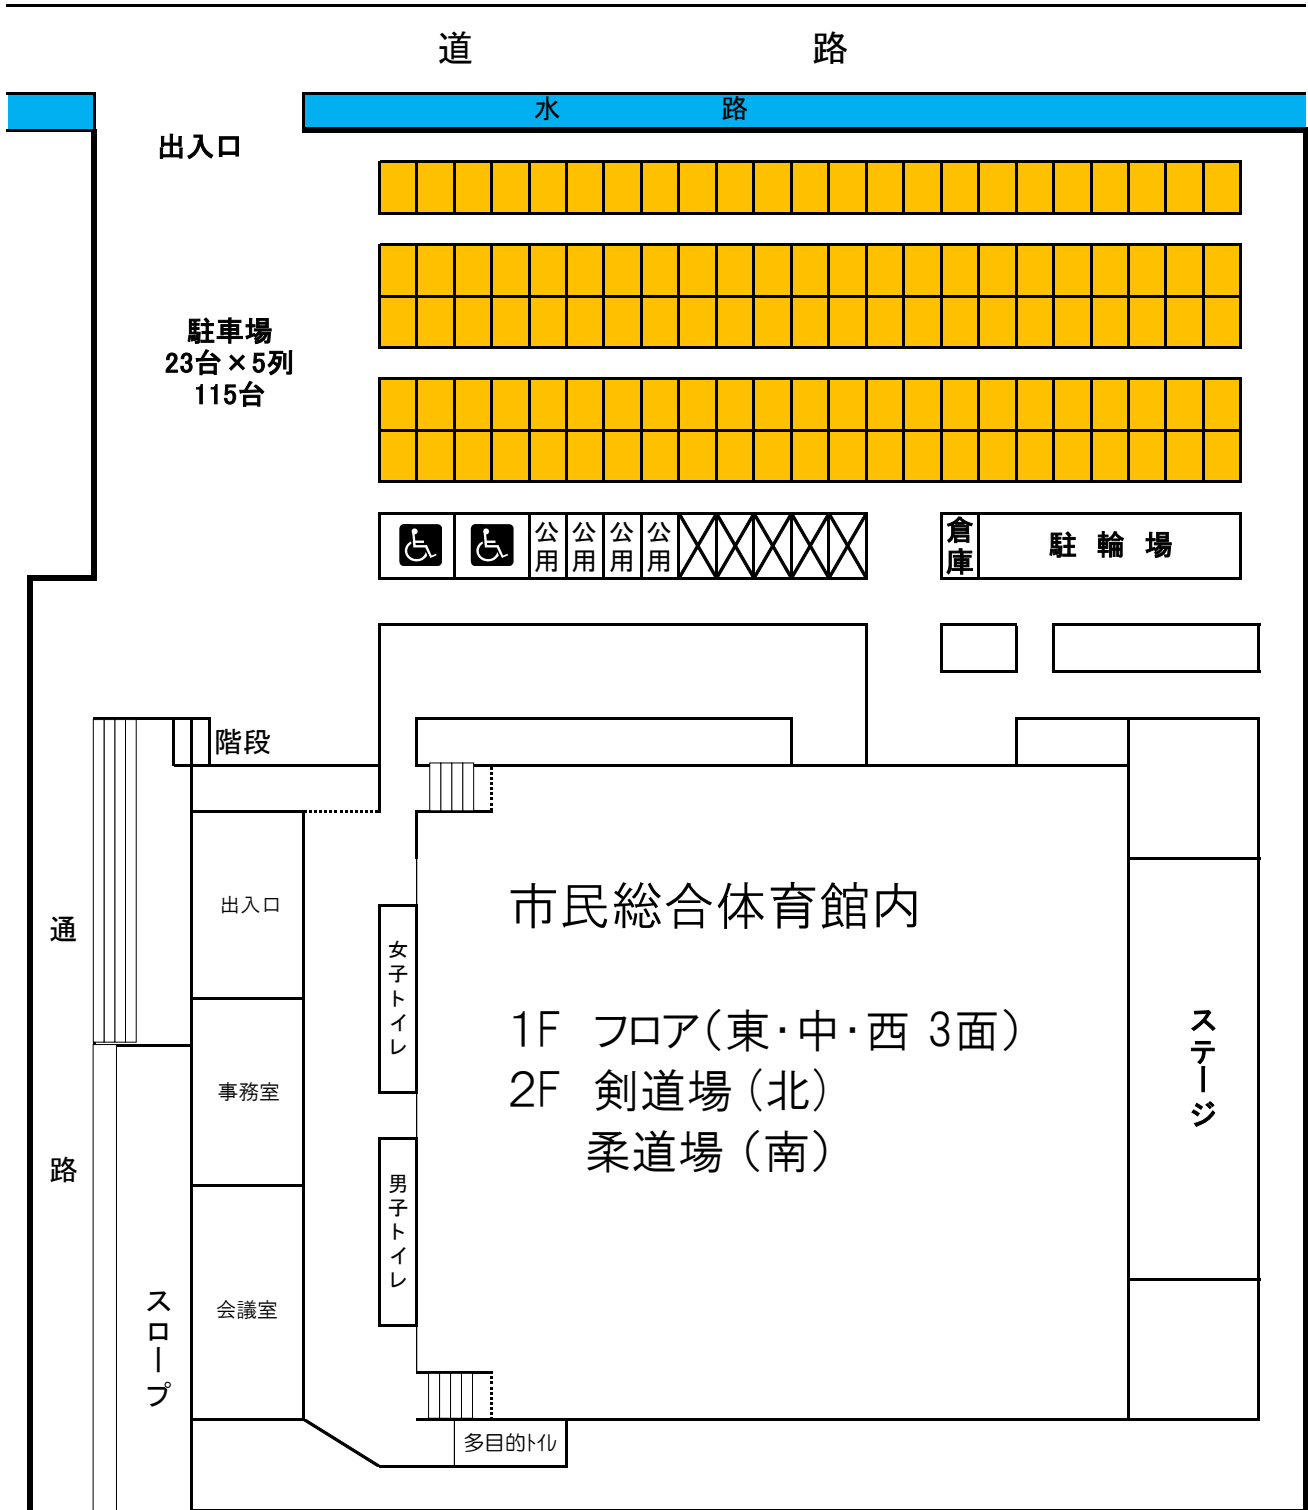 道 路
水 路
出入口
駐車場
23台×5列
115台
公用
公用
公用
公用
倉庫
駐 輪 場
階段
出入口
市民総合体育館内
通路
女子トイレ
1F フロア(東・中・西 3面)
2F 剣道場(北)
柔道場(南)
ステージ
事務室
男子トイレ
会議室
スロープ
多目的ﾄｲﾚ